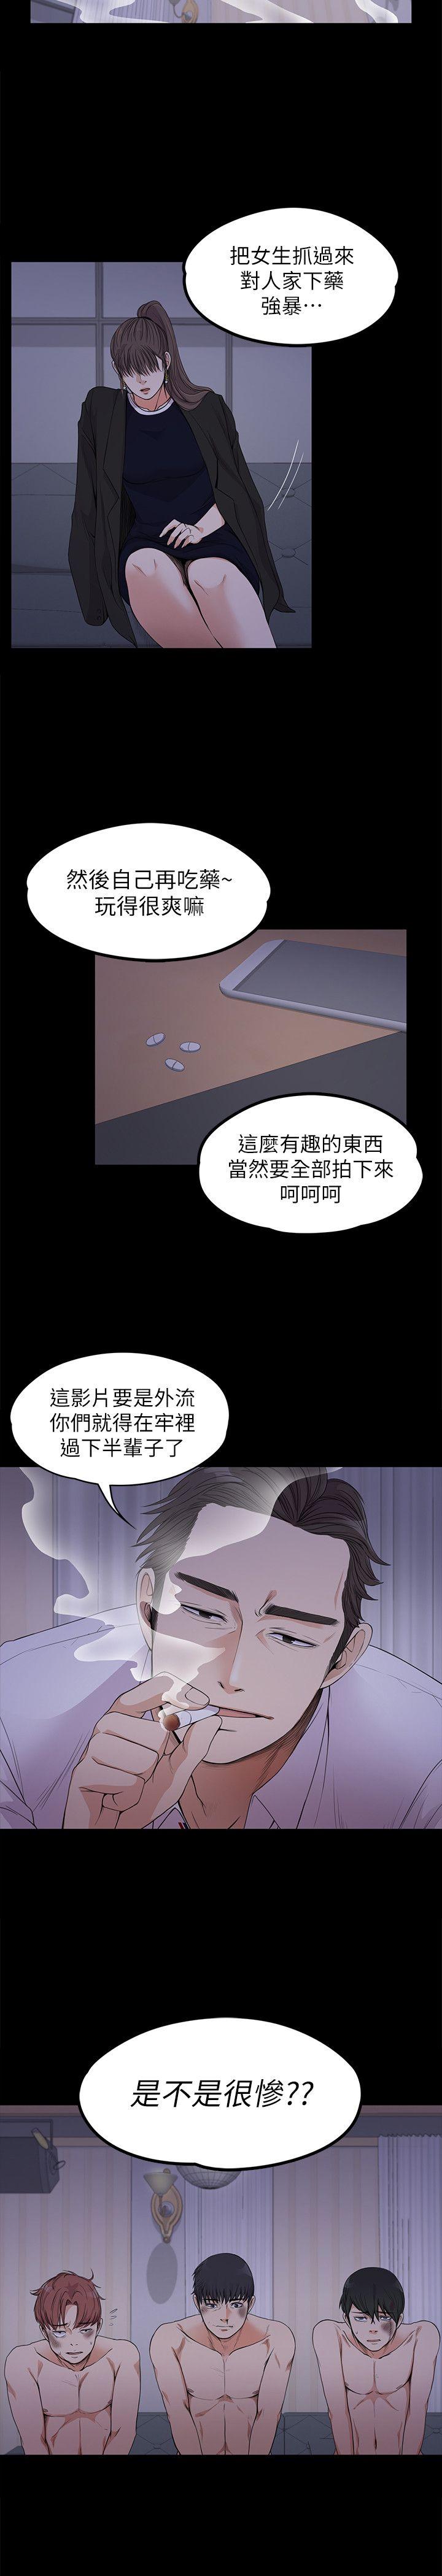 把女生抓過來
對人家下藥
強暴⋯
然後自己再吃藥~
玩得很爽嘛
這麼有趣的東西
當然要全部拍下來
呵呵呵
這影片要是外流
你們就得在牢裡
過下半輩子了
是不是很慘??